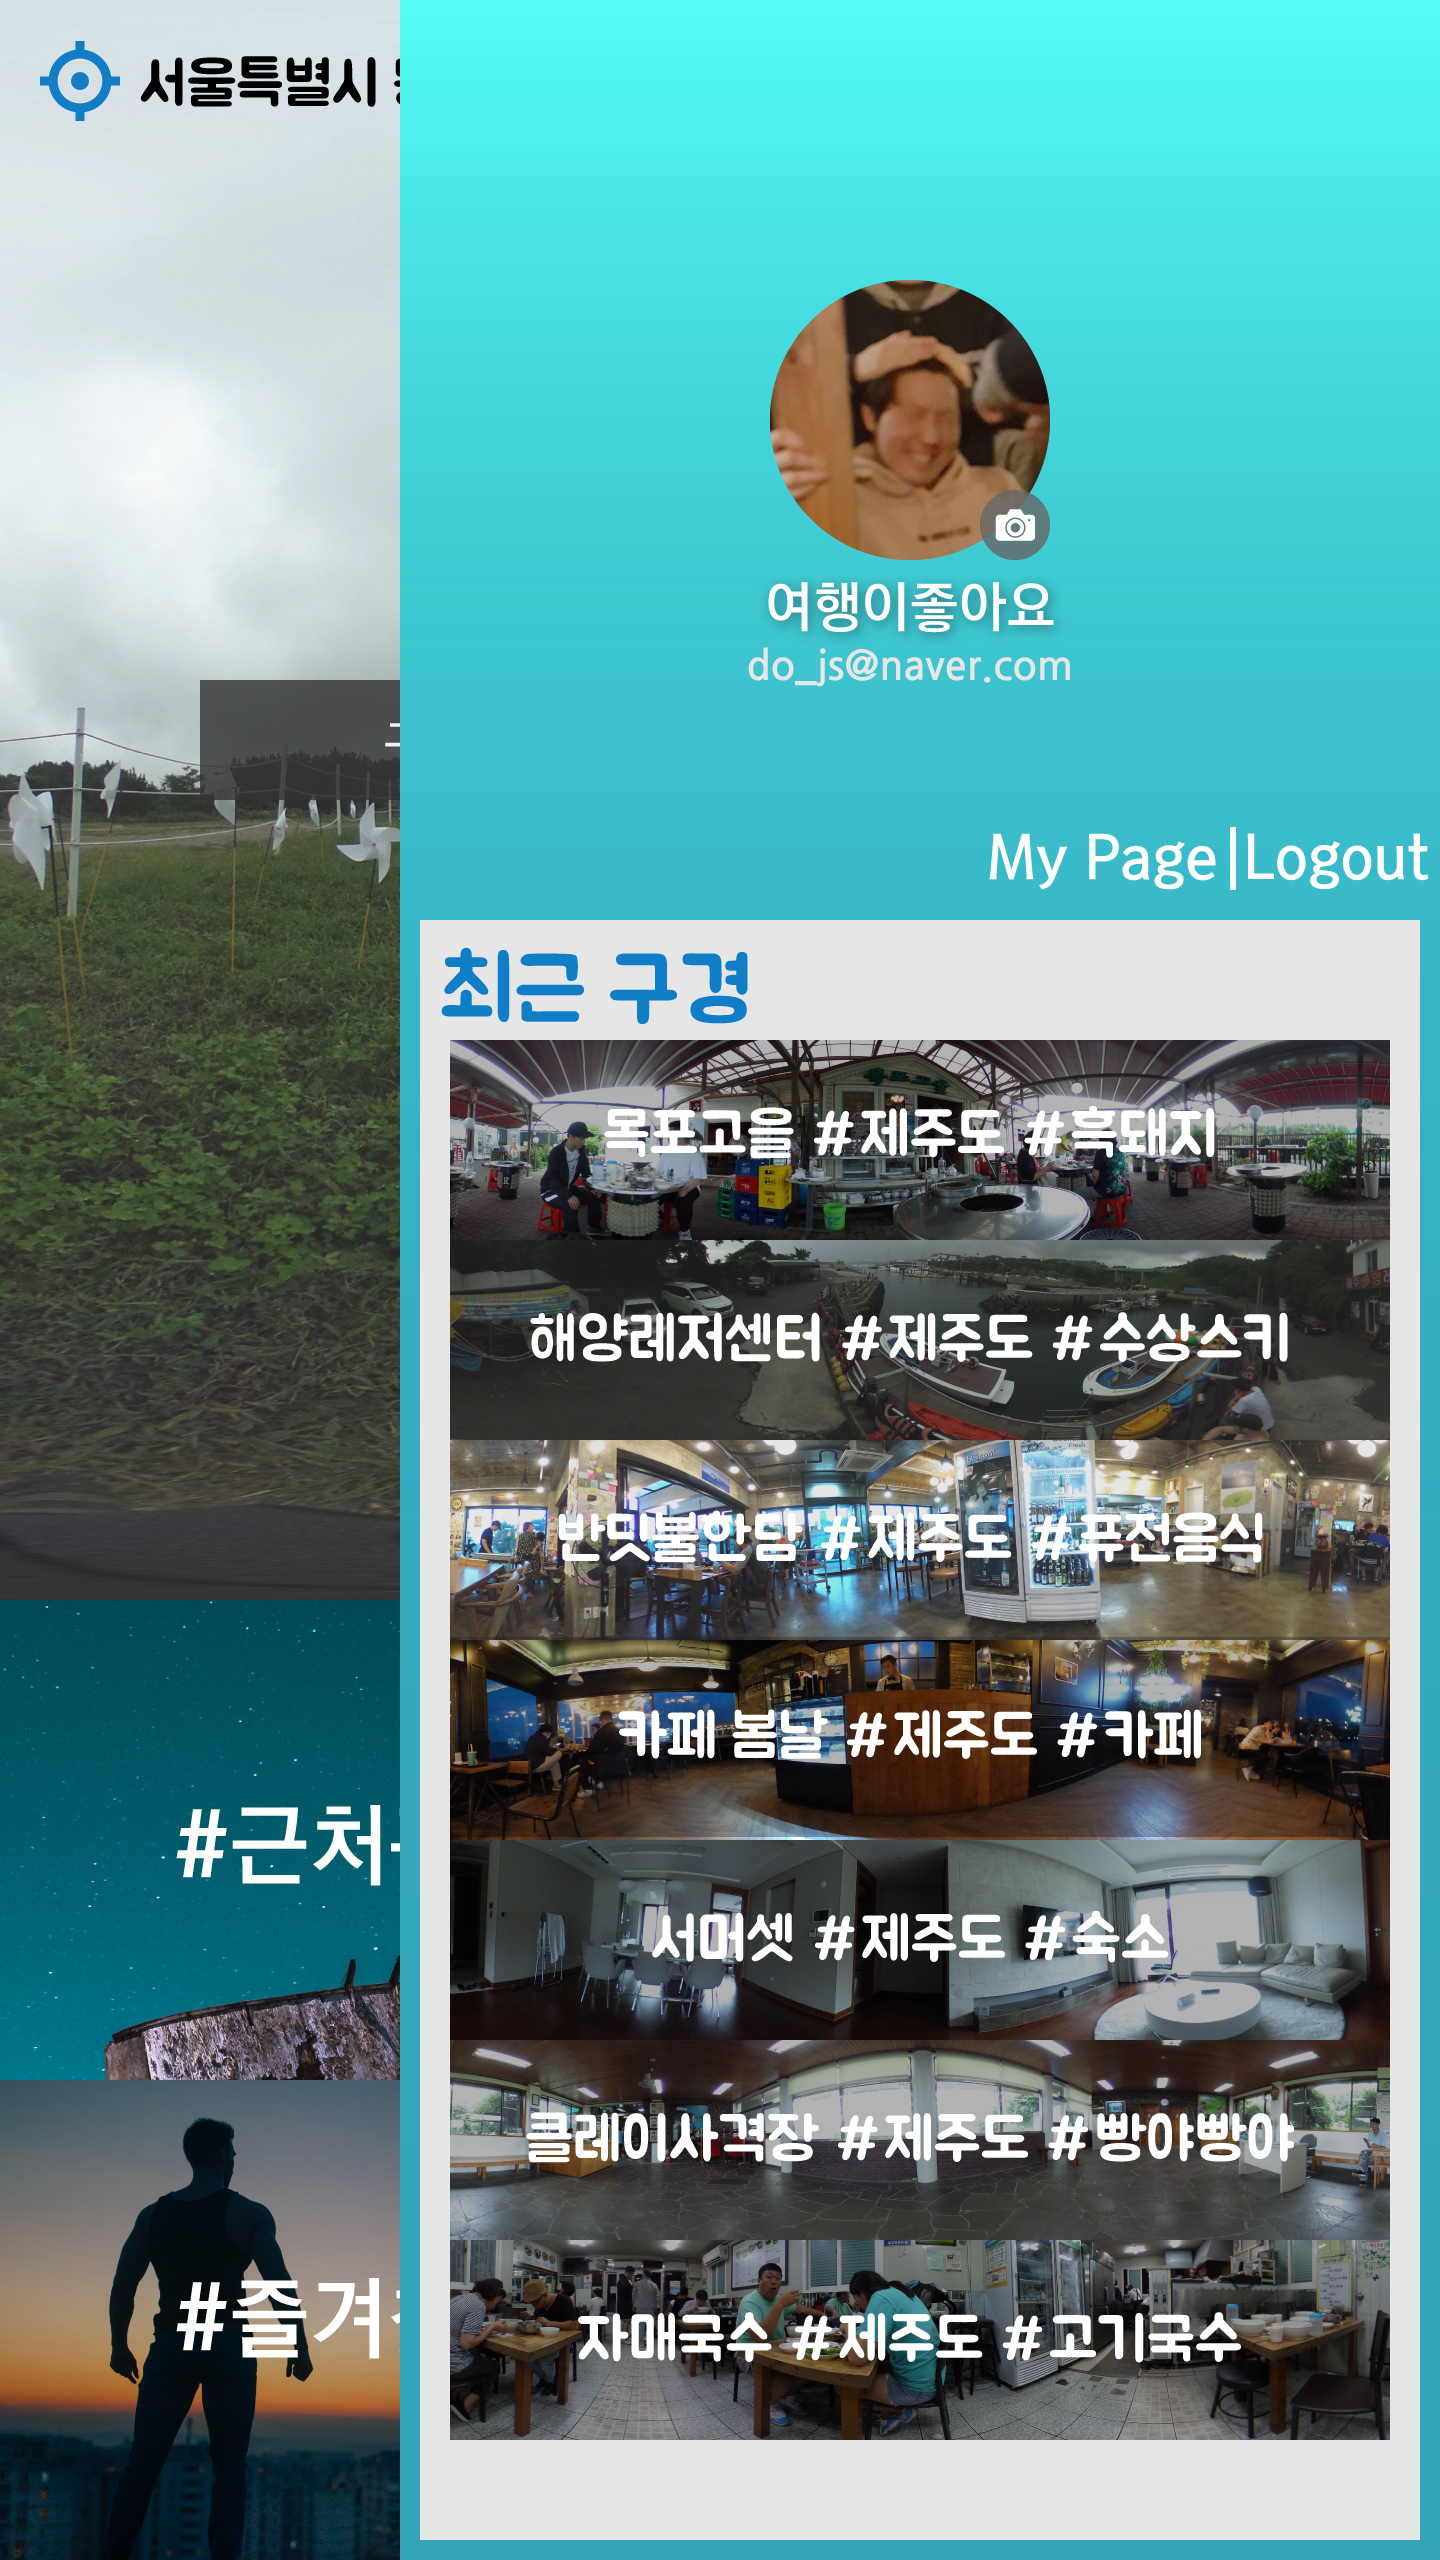 서울특별시
여행이좋아요
do_js@naver.com
My Page|Logout
최근 구경
목포고을 #제주도 #흑돼지
해양레저센터 #제주도 #수상스키
반딧불한담 #제주도 #퓨전음식
카페 봄날 #제주도 #카페
서머셋 #제주도 #숙소
클레이사격장 #제주도 #빵야빵야
자매국수 #제주도 #고기국수
#근처
#즐겨